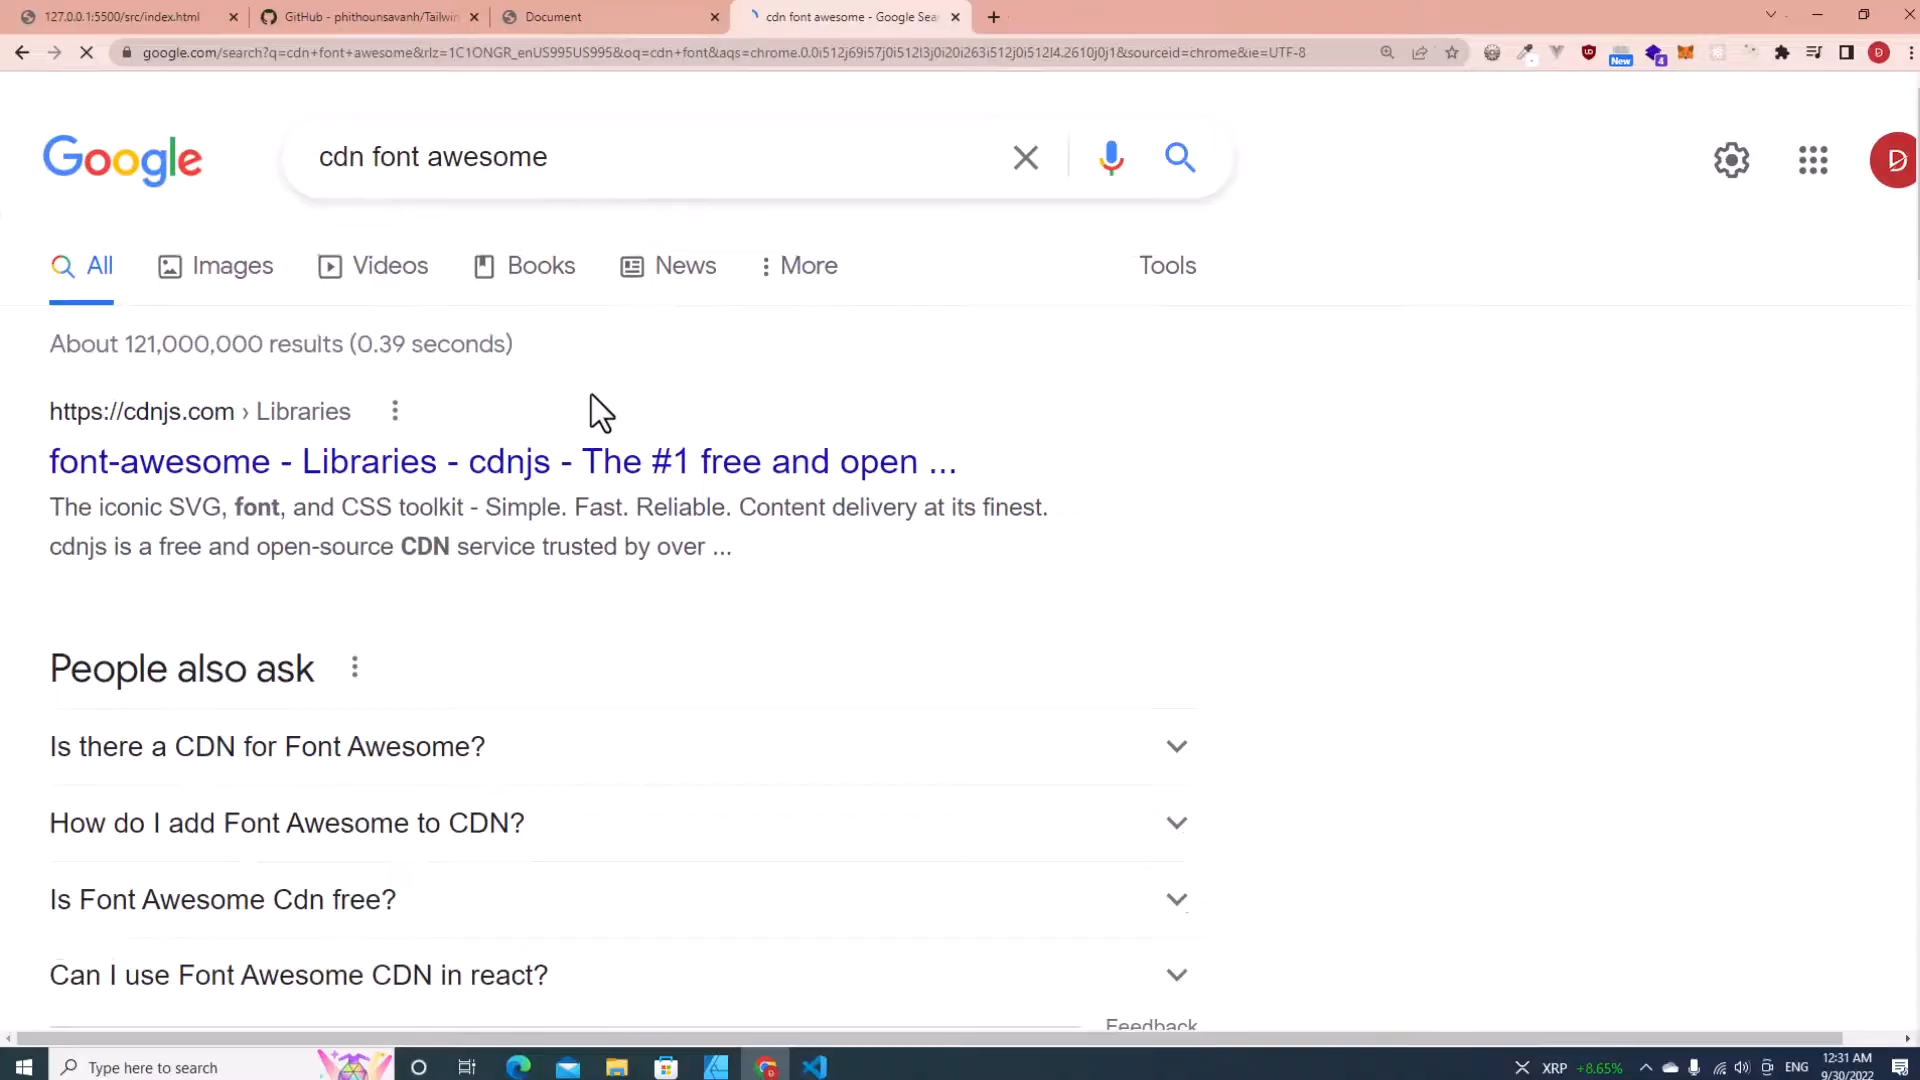 127.0.0.1:5500/src/index.html
GitHub - phithounsavanh/Tailwin
Document
cdn font awesome - Google Sea
google.com/search?q=cdn+font+awesome&rlz=1C1ONGR_enUS995US995&oq=cdn+font&aqs=chrome.0.0i512j69i57j0i512l3j0i20i263i512j0i512l4.2610j0j1&sourceid=chrome&ie=UTF-8
New
4
D
Google
cdn font awesome
D
All
Images
Videos
Books
News
More
Tools
About 121,000,000 results (0.39 seconds)
https://cdnjs.com › Libraries
font-awesome - Libraries - cdnjs - The #1 free and open ...
The iconic SVG, font, and CSS toolkit - Simple. Fast. Reliable. Content delivery at its finest.
cdnjs is a free and open-source CDN service trusted by over ...
People also ask
Is there a CDN for Font Awesome?
How do I add Font Awesome to CDN?
Is Font Awesome Cdn free?
Can I use Font Awesome CDN in react?
Feedback
Type here to search
XRP +8.65%
ENG
12:31 AM
9/30/2022